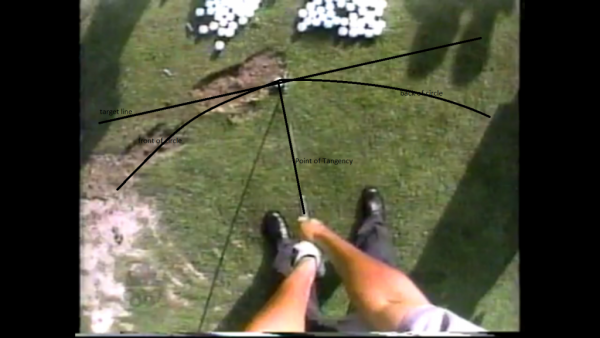 target line
back of circle
front of circle
Point of Tangency